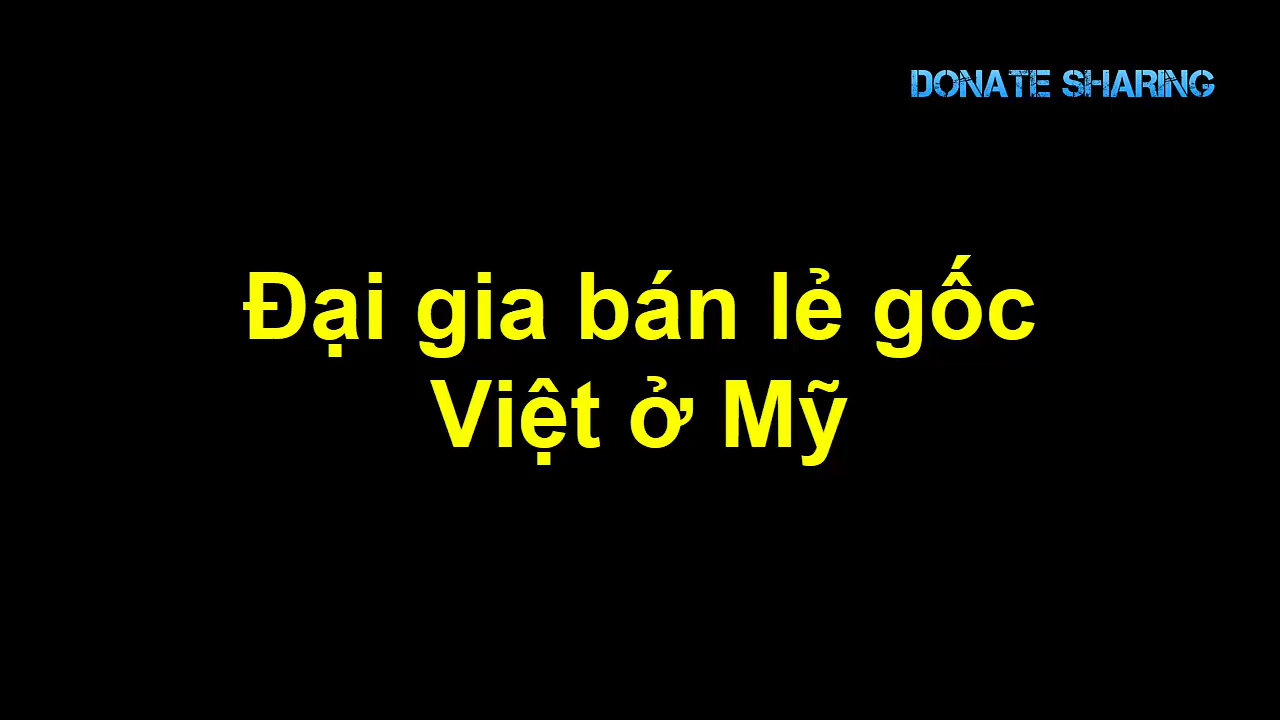 DONATE SHARING
Đại gia bán lẻ gốc
Việt ở Mỹ